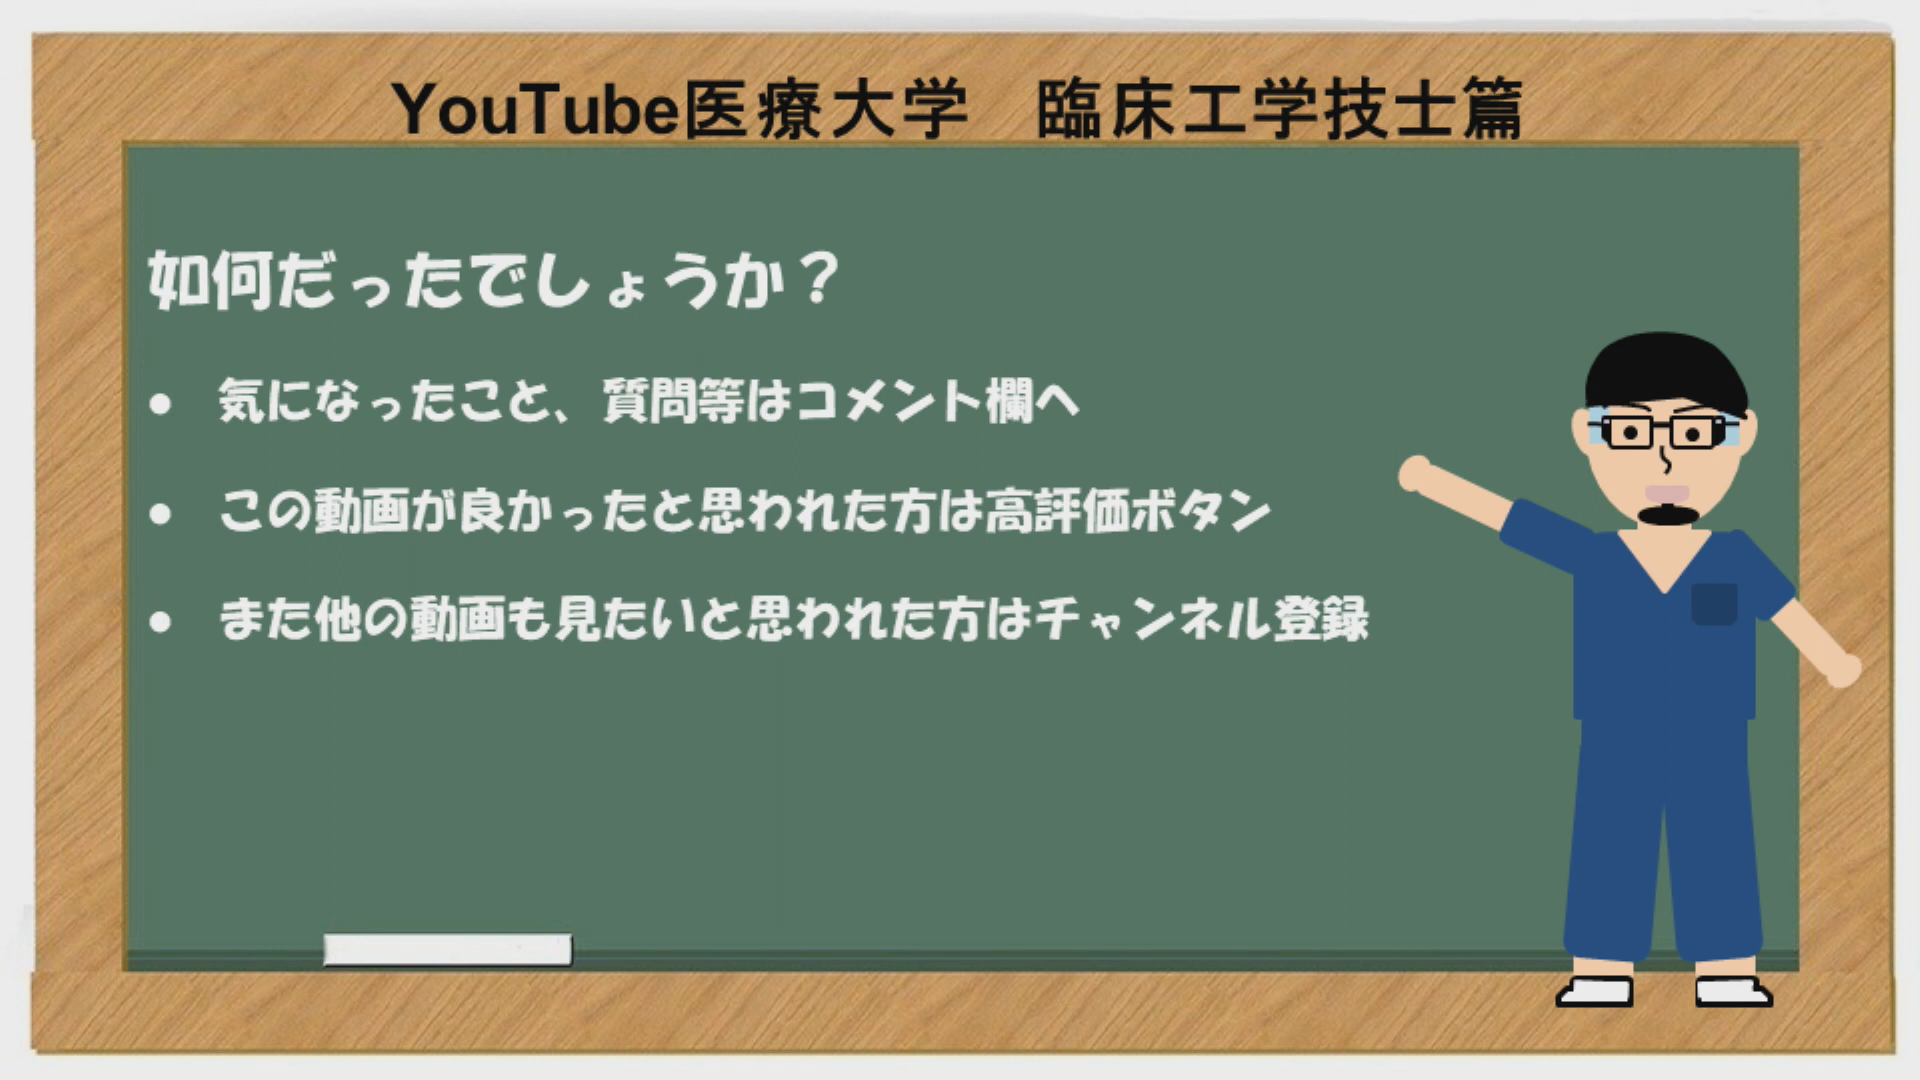 YouTube医療大学　臨床工学技士篇
如何だったでしょうか？
● 気になったこと、質問等はコメント欄へ
● この動画が良かったと思われた方は高評価ボタン
● また他の動画も見たいと思われた方はチャンネル登録